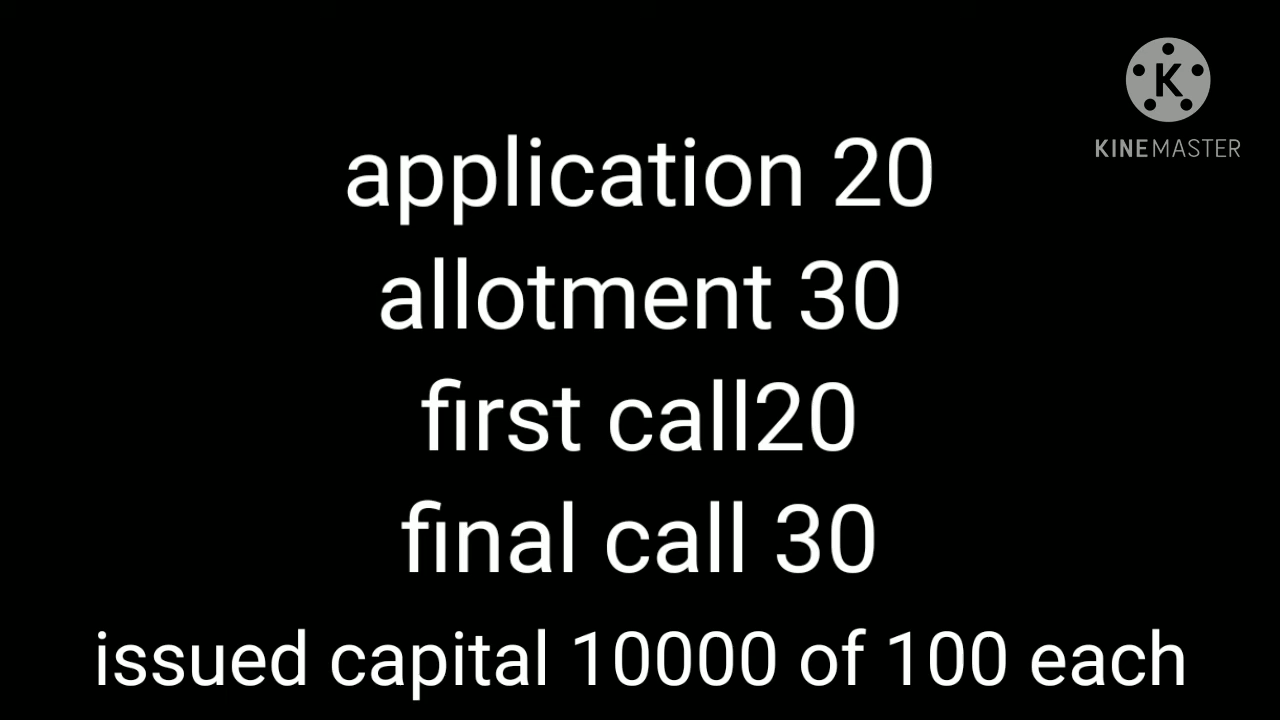 K
KINEMASTER
application 20
allotment 30
first call20
final call 30
issued capital 10000 of 100 each